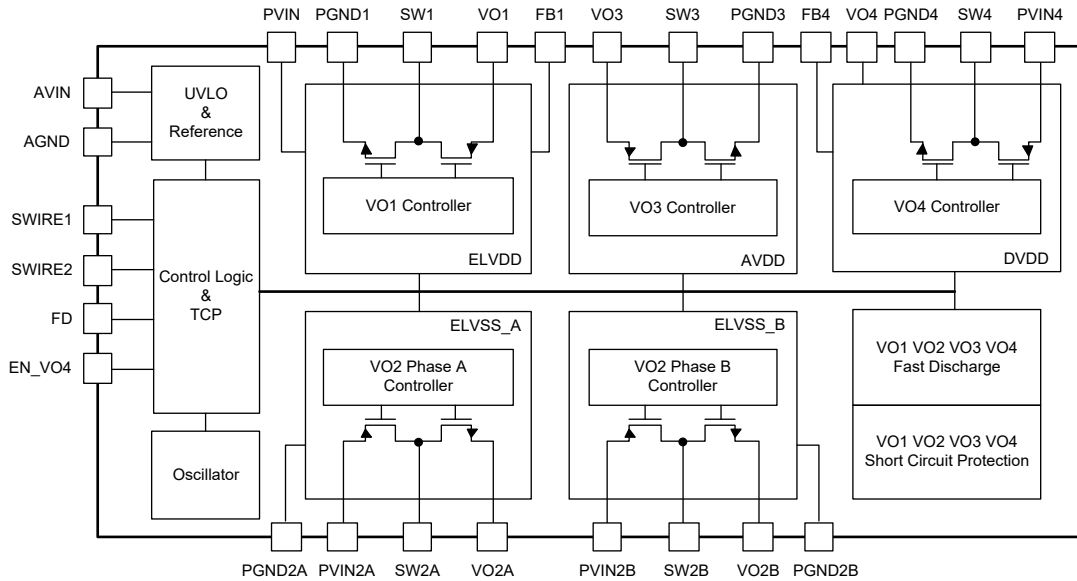 PVIN
PGND1
SW1
VO1
FB1
VO3
SW3
PGND3
FB4
VO4
PGND4
SW4
PVIN4
AVIN
AGND
SWIRE1
SWIRE2
FD
EN_VO4
UVLO
&
Reference
Control Logic
&
TCP
Oscillator
VO1 Controller
ELVDD
VO3 Controller
AVDD
VO4 Controller
DVDD
ELVSS_A
VO2 Phase A
Controller
ELVSS_B
VO2 Phase B
Controller
VO1 VO2 VO3 VO4
Fast Discharge
VO1 VO2 VO3 VO4
Short Circuit Protection
PGND2A
PVIN2A
SW2A
VO2A
PVIN2B
SW2B
VO2B
PGND2B